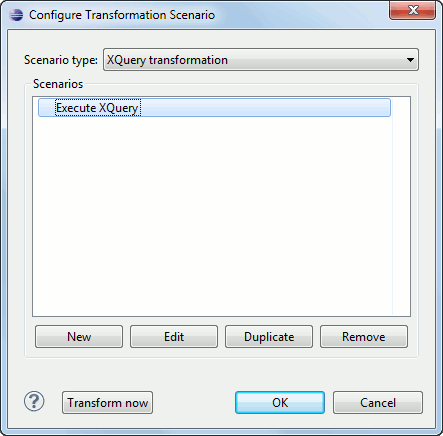 Configure Transformation Scenario
Scenario type: XQuery transformation
Scenarios
Execute XQuery
New Edit Duplicate Remove
? Transform now OK Cancel